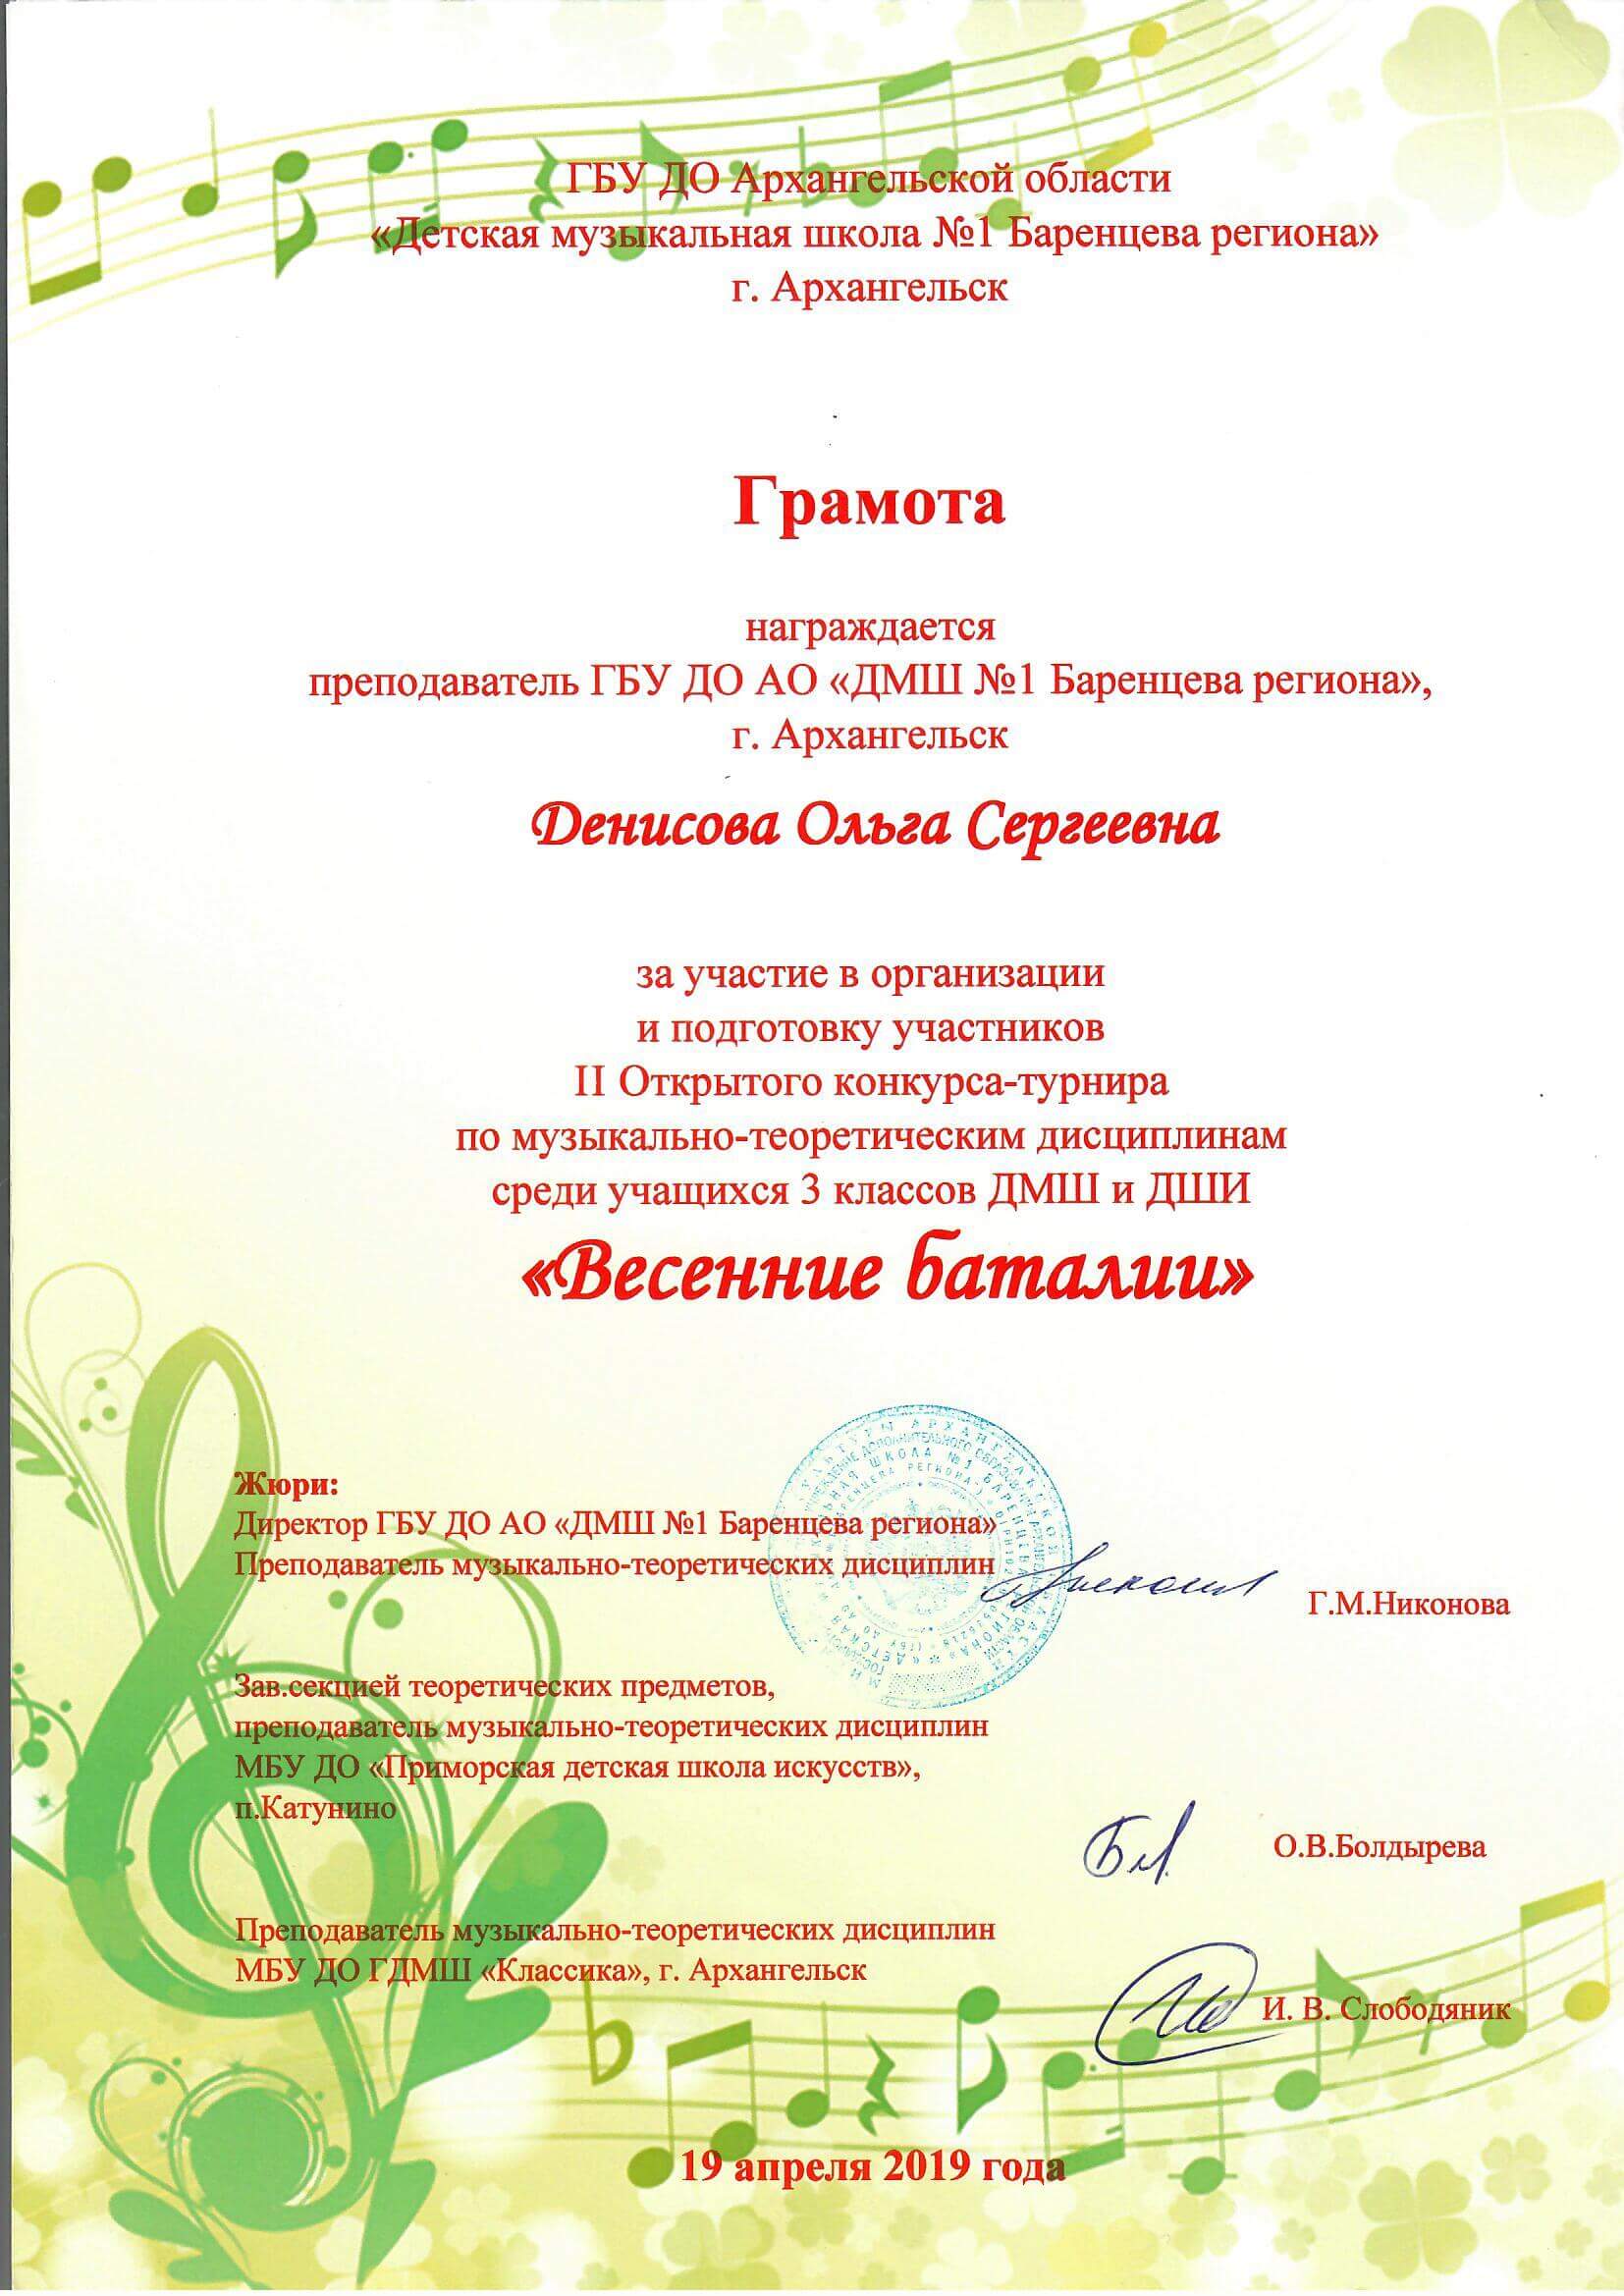 ГБУ ДО Архангельской области
«Детская музыкальная школа №1 Баренцева региона»
г. Архангельск
Грамота
награждается
преподаватель ГБУ ДО АО «ДМШ №1 Баренцева региона»,
г. Архангельск
Денисова Ольга Сергеевна
за участие в организации
и подготовку участников
II Открытого конкурса-турнира
по музыкально-теоретическим дисциплинам
среди учащихся 3 классов ДМШ и ДШИ
«Весенние баталии»
Жюри:
Директор ГБУ ДО АО «ДМШ №1 Баренцева региона»
Преподаватель музыкально-теоретических дисциплин
Г.М.Никонова
Зав.секцией теоретических предметов,
преподаватель музыкально-теоретических дисциплин
МБУ ДО «Приморская детская школа искусств»,
п.Катунино
О.В.Болдырева
Преподаватель музыкально-теоретических дисциплин
МБУ ДО ГДМШ «Классика», г. Архангельск
И. В. Слободяник
19 апреля 2019 года